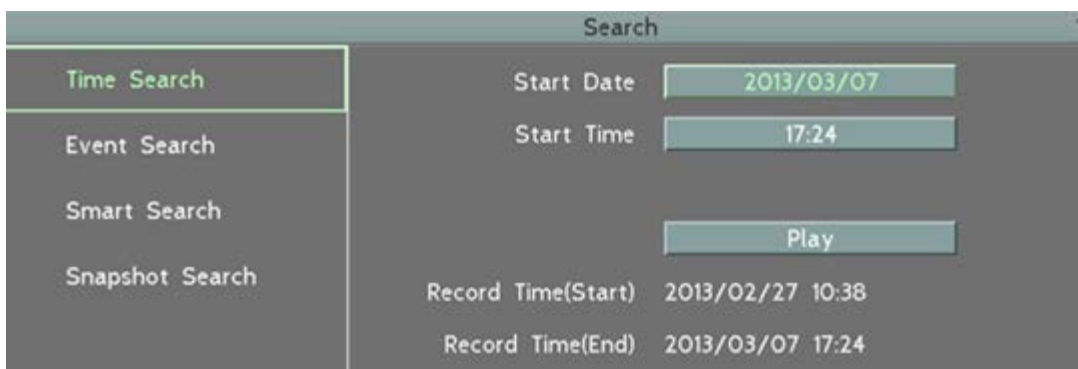 Search
Time Search
Event Search
Smart Search
Snapshot Search
Start Date 2013/03/07
Start Time 17:24
Play
Record Time(Start) 2013/02/27 10:38
Record Time(End) 2013/03/07 17:24